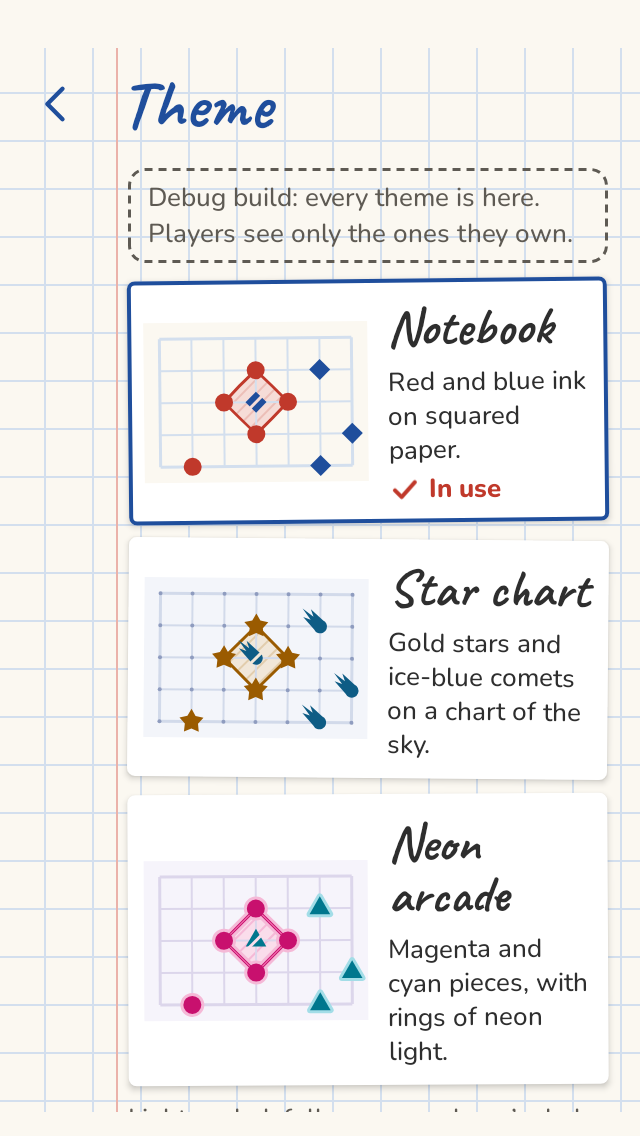 Theme
Debug build: every theme is here.
Players see only the ones they own.
Notebook
Red and blue ink
on squared
paper.
In use
Star chart
Gold stars and
ice-blue comets
on a chart of the
sky.
Neon
arcade
Magenta and
cyan pieces, with
rings of neon
light.